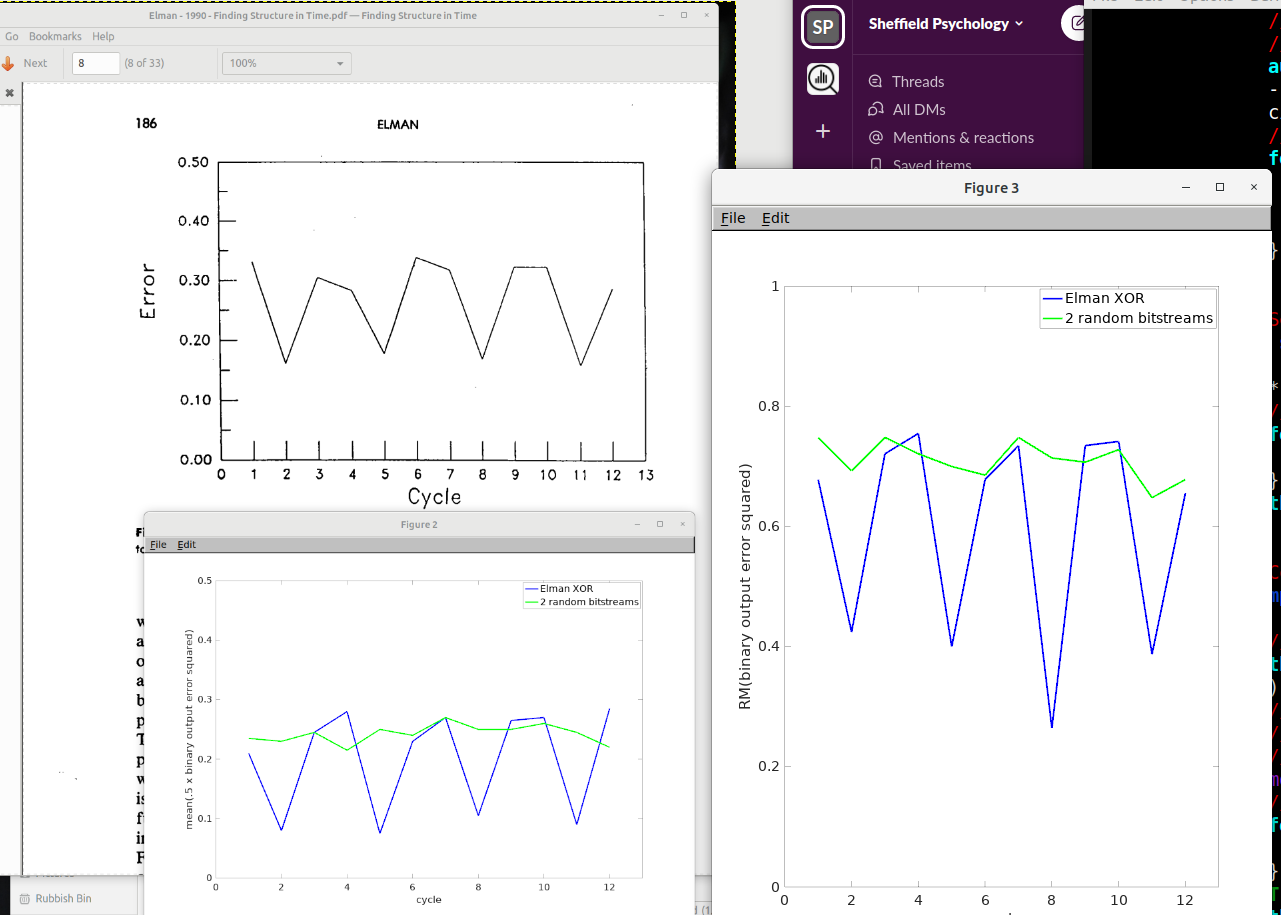 Elman - 1990 - Finding Structure in Time.pdf — Finding Structure in Time
Go Bookmarks Help
Next 8 (8 of 33) 100%
186 ELMAN
0.50
0.40
0.30
0.20
0.10
0.00
Error
0 1 2 3 4 5 6 7 8 9 10 11 12 13
Cycle
Figure 2
File Edit
Elman XOR
2 random bitstreams
0.5
0.4
0.3
0.2
0.1
0
mean(.5 x binary output error squared)
0 2 4 6 8 10 12
cycle
Rubbish Bin
SP
Sheffield Psychology
Threads
All DMs
Mentions & reactions
Saved items
Figure 3
File Edit
Elman XOR
2 random bitstreams
1
0.8
0.6
0.4
0.2
0
RM(binary output error squared)
0 2 4 6 8 10 12